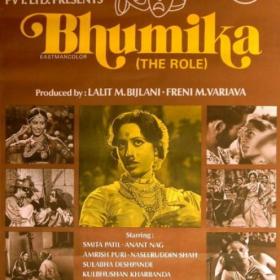 PVT. LTD. PRESENTS
Bhumika
EASTMANCOLOR
(THE ROLE)
Produced by: LALIT M. BIJLANI · FRENI M. VARIAVA
Starring:
SMITA PATIL · ANANT NAG
AMRISH PURI · NASEERUDDIN SHAH
SULABHA DESHPANDE
KULBHUSHAN KHARBANDA